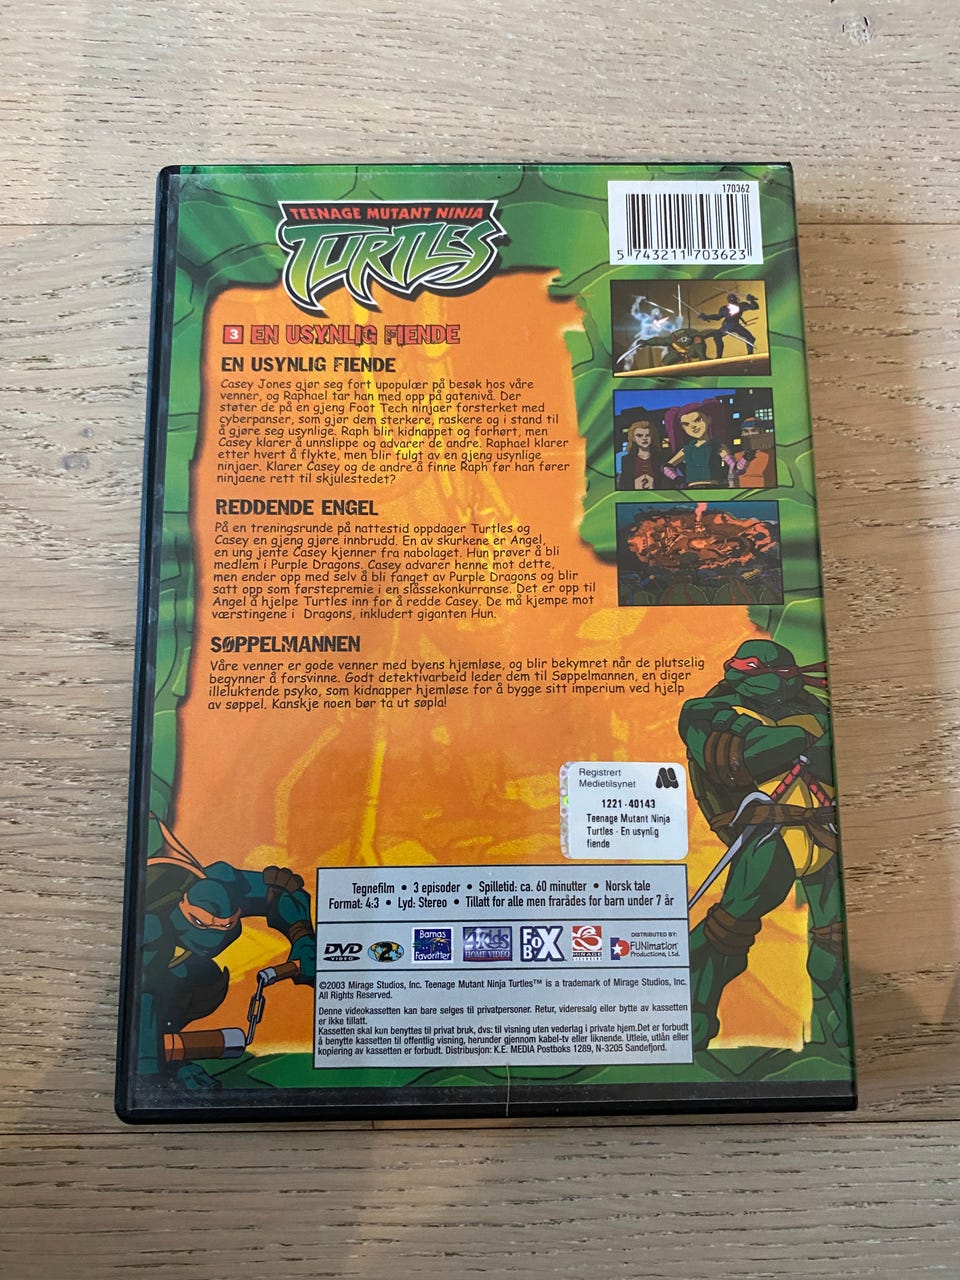 170362
5 743211 703623
TEENAGE MUTANT NINJA
TURTLES
3 EN USYNLIG FIENDE
EN USYNLIG FIENDE
Casey Jones gjør seg fort upopulær på besøk hos våre
venner, og Raphael tar han med opp på gatenivå. Der
støter de på en gjeng Foot Tech ninjaer forsterket med
cyberpanser, som gjør dem sterkere, raskere og i stand til
å gjøre seg usynlige. Raph blir kidnappet og forhørt, men
Casey klarer å unnslippe og advarer de andre. Raphael klarer
etter hvert å flykte, men blir fulgt av en gjeng usynlige
ninjaer. Klarer Casey og de andre å finne Raph før han fører
ninjaene rett til skjulestedet?
REDDENDE ENGEL
På en treningsrunde på nattestid oppdager Turtles og
Casey en gjeng gjøre innbrudd. En av skurkene er Angel,
en ung jente Casey kjenner fra nabolaget. Hun prøver å bli
medlem i Purple Dragons. Casey advarer henne mot dette,
men ender opp med selv å bli fanget av Purple Dragons og blir
satt opp som førstepremie i en slåssekonkurranse. Det er opp til
Angel å hjelpe Turtles inn for å redde Casey. De må kjempe mot
værstingene i Dragons, inkludert giganten Hun.
SØPPELMANNEN
Våre venner er gode venner med byens hjemløse, og blir bekymret når de plutselig
begynner å forsvinne. Godt detektivarbeid leder dem til Søppelmannen, en diger
illeluktende psyko, som kidnapper hjemløse for å bygge sitt imperium ved hjelp
av søppel. Kanskje noen bør ta ut søpla!
Registrert
Medietilsynet
1221-40143
Teenage Mutant Ninja
Turtles - En usynlig
fiende
Tegnefilm • 3 episoder • Spilletid: ca. 60 minutter • Norsk tale
Format: 4:3 • Lyd: Stereo • Tillatt for alle men frarådes for barn under 7 år
DVD
VIDEO
2
Barnas
Favoritter
4Kids
HOME VIDEO
FOX
BOX
MIRAGE
DISTRIBUTED BY:
FUNimation
Productions, Ltd.
©2003 Mirage Studios, Inc. Teenage Mutant Ninja Turtles™ is a trademark of Mirage Studios, Inc.
All Rights Reserved.
Denne videokassetten kan bare selges til privatpersoner. Retur, videresalg eller bytte av kassetten
er ikke tillatt.
Kassetten skal kun benyttes til privat bruk, dvs: til visning uten vederlag i private hjem.Det er forbudt
å benytte kassetten til offentlig visning, herunder gjennom kabel-tv eller liknende. Utleie, utlån eller
kopiering av kassetten er forbudt. Distribusjon: K.E. MEDIA Postboks 1289, N-3205 Sandefjord.